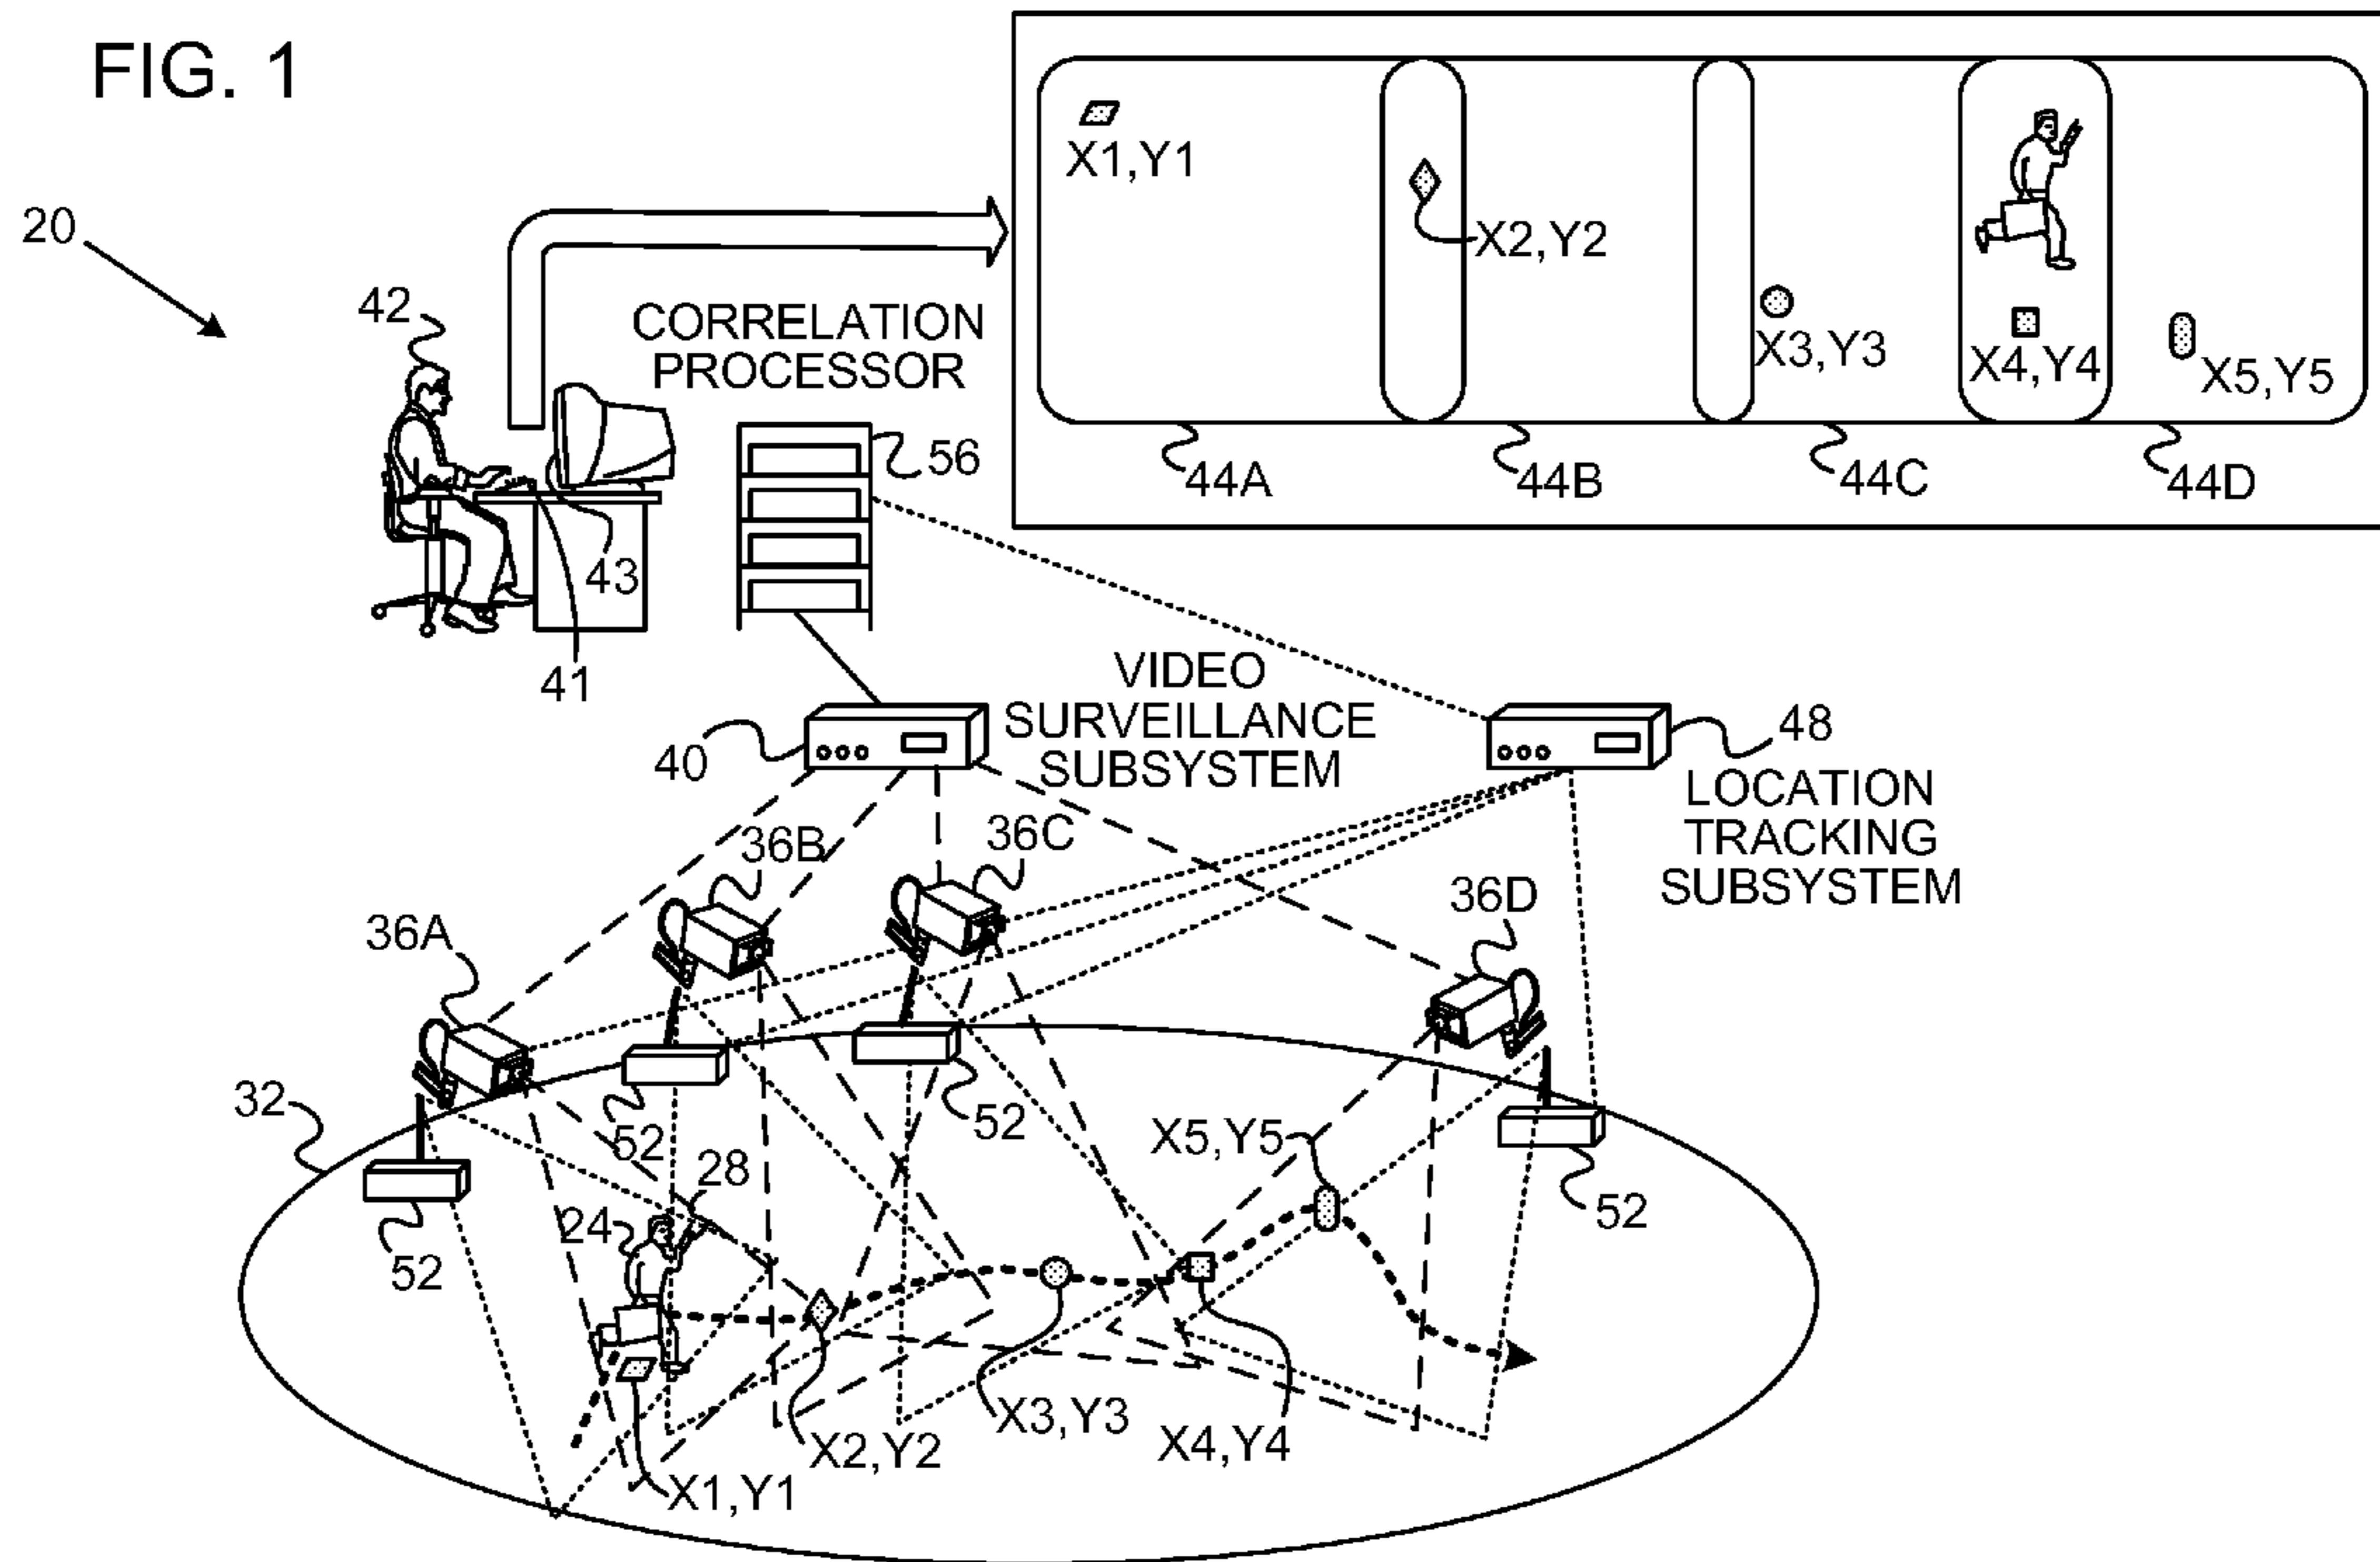 FIG. 1
20
X1,Y1
X2,Y2
X3,Y3
X4,Y4
X5,Y5
44A
44B
44C
44D
42
CORRELATION
PROCESSOR
56
43
41
VIDEO
SURVEILLANCE
SUBSYSTEM
40
48
LOCATION
TRACKING
SUBSYSTEM
36A
36B
36C
36D
32
52
52
52
52
28
24
X5,Y5
X3,Y3
X4,Y4
X2,Y2
X1,Y1